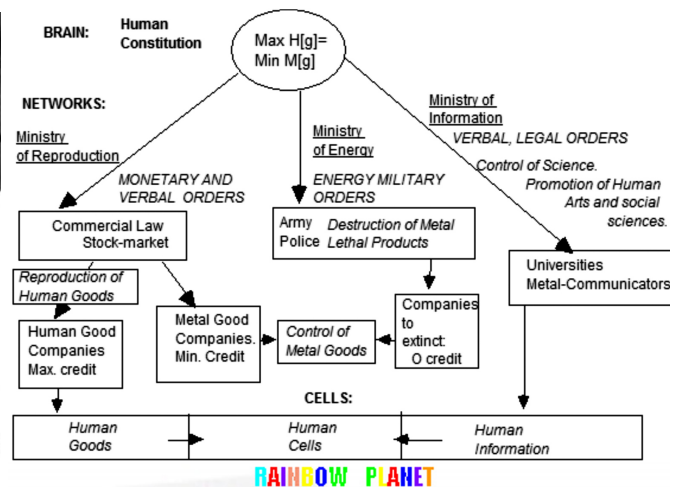 BRAIN:
Human
Constitution
Max H[g]=
Min M[g]
NETWORKS:
Ministry
of Reproduction
MONETARY AND
VERBAL ORDERS
Ministry
of Energy
ENERGY MILITARY
ORDERS
Ministry of
Information
VERBAL, LEGAL ORDERS
Control of Science.
Promotion of Human
Arts and social
sciences.
Commercial Law
Stock-market
Army
Police
Destruction of Metal
Lethal Products
Universities
Metal-Communicators
Reproduction of
Human Goods
Human Good
Companies
Max. credit
Metal Good
Companies.
Min. Credit
Control of
Metal Goods
Companies
to
extinct:
O credit
CELLS:
Human
Goods
Human
Cells
Human
Information
RAINBOW PLANET